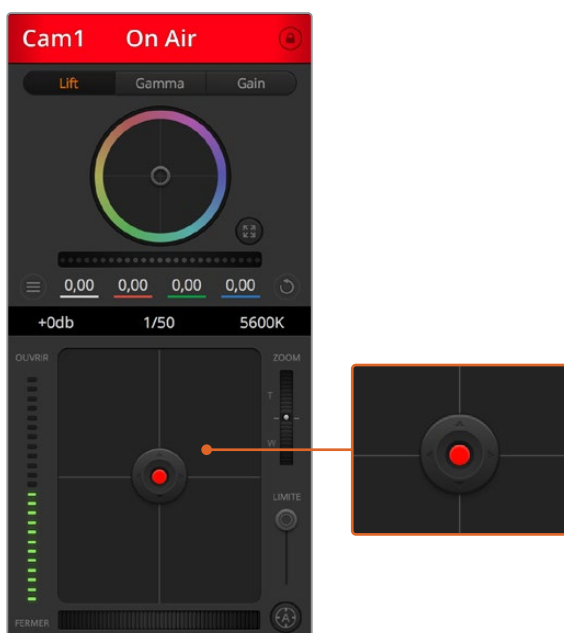 Cam1 On Air
Lift Gamma Gain
0,00 0,00 0,00 0,00
+0db 1/50 5600K
OUVRIR ZOOM
T
W
LIMITE
FERMER A